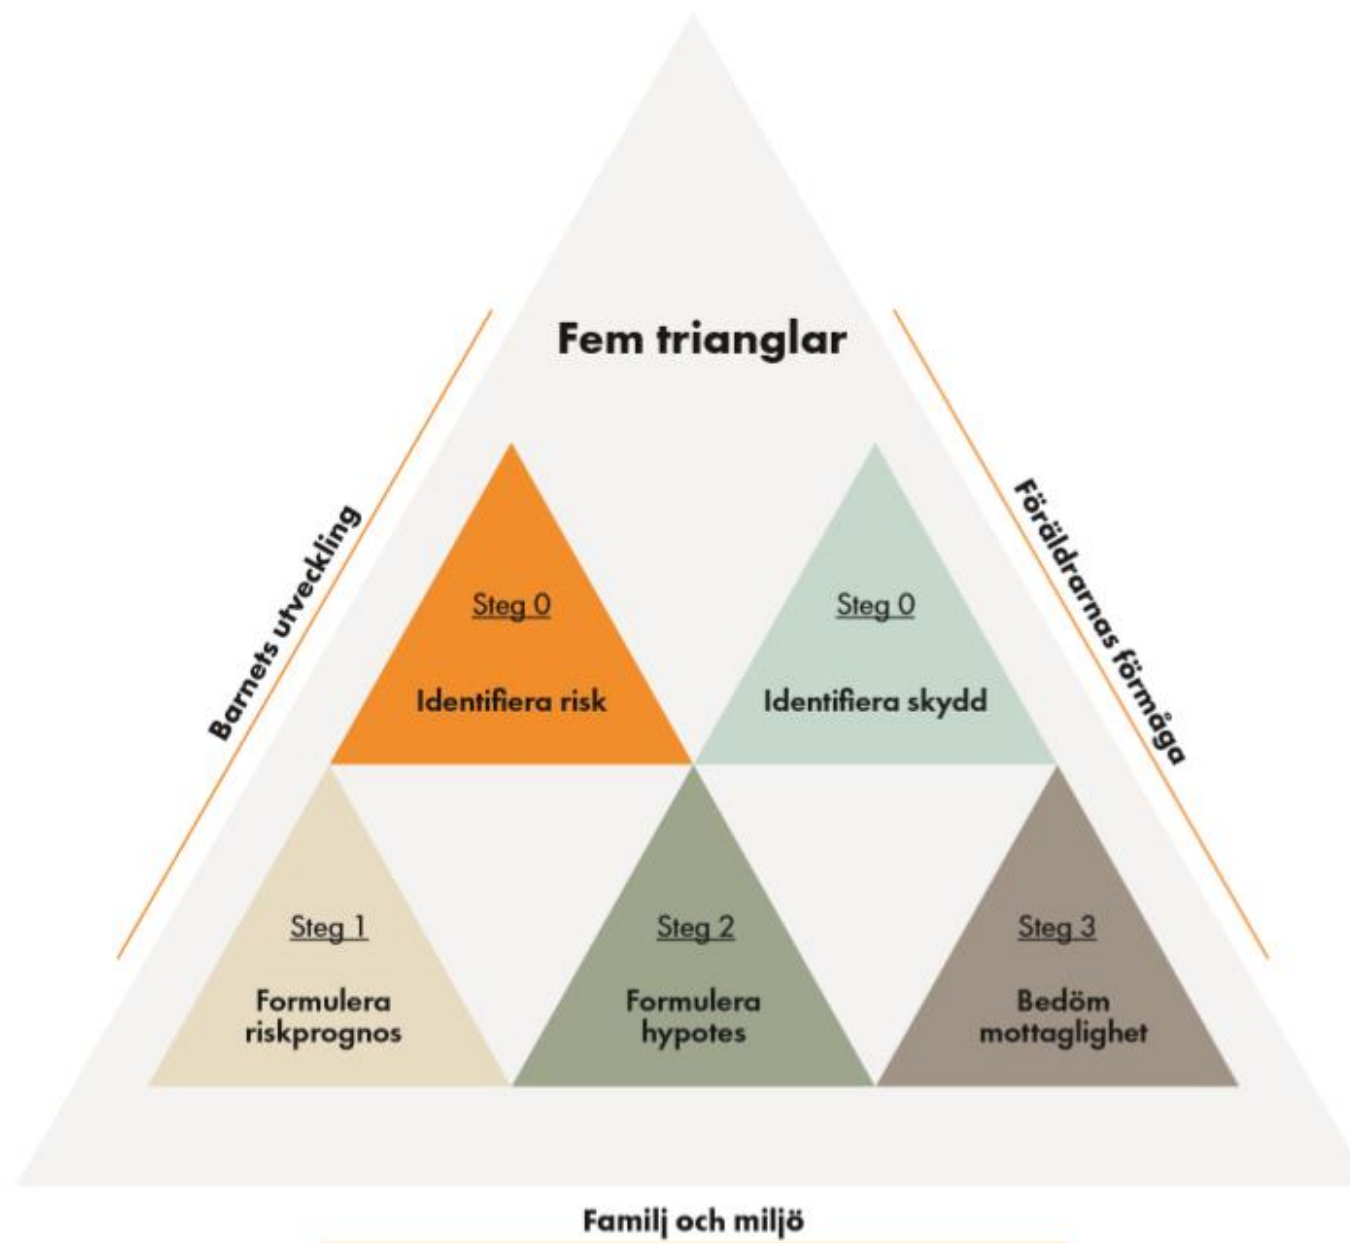 Fem trianglar
Barnets utveckling
Föräldrarnas förmåga
Steg 0
Identifiera risk
Steg 0
Identifiera skydd
Steg 1
Formulera
riskprognos
Steg 2
Formulera
hypotes
Steg 3
Bedöm
mottaglighet
Familj och miljö